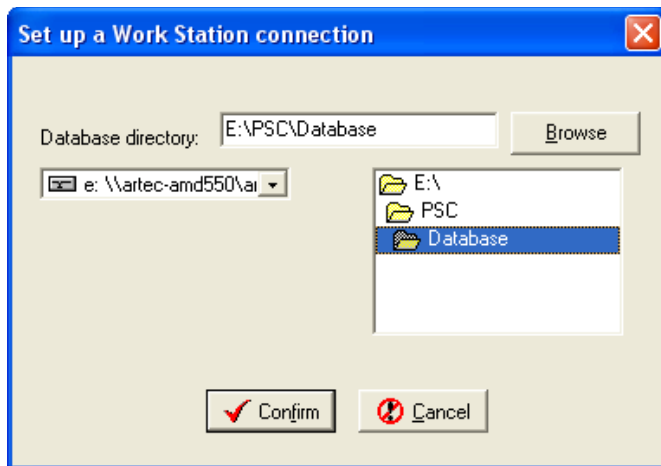 Set up a Work Station connection
Database directory:
E:\PSC\Database
Browse
e: \\artec-amd550\
E:\
PSC
Database
Confirm
Cancel